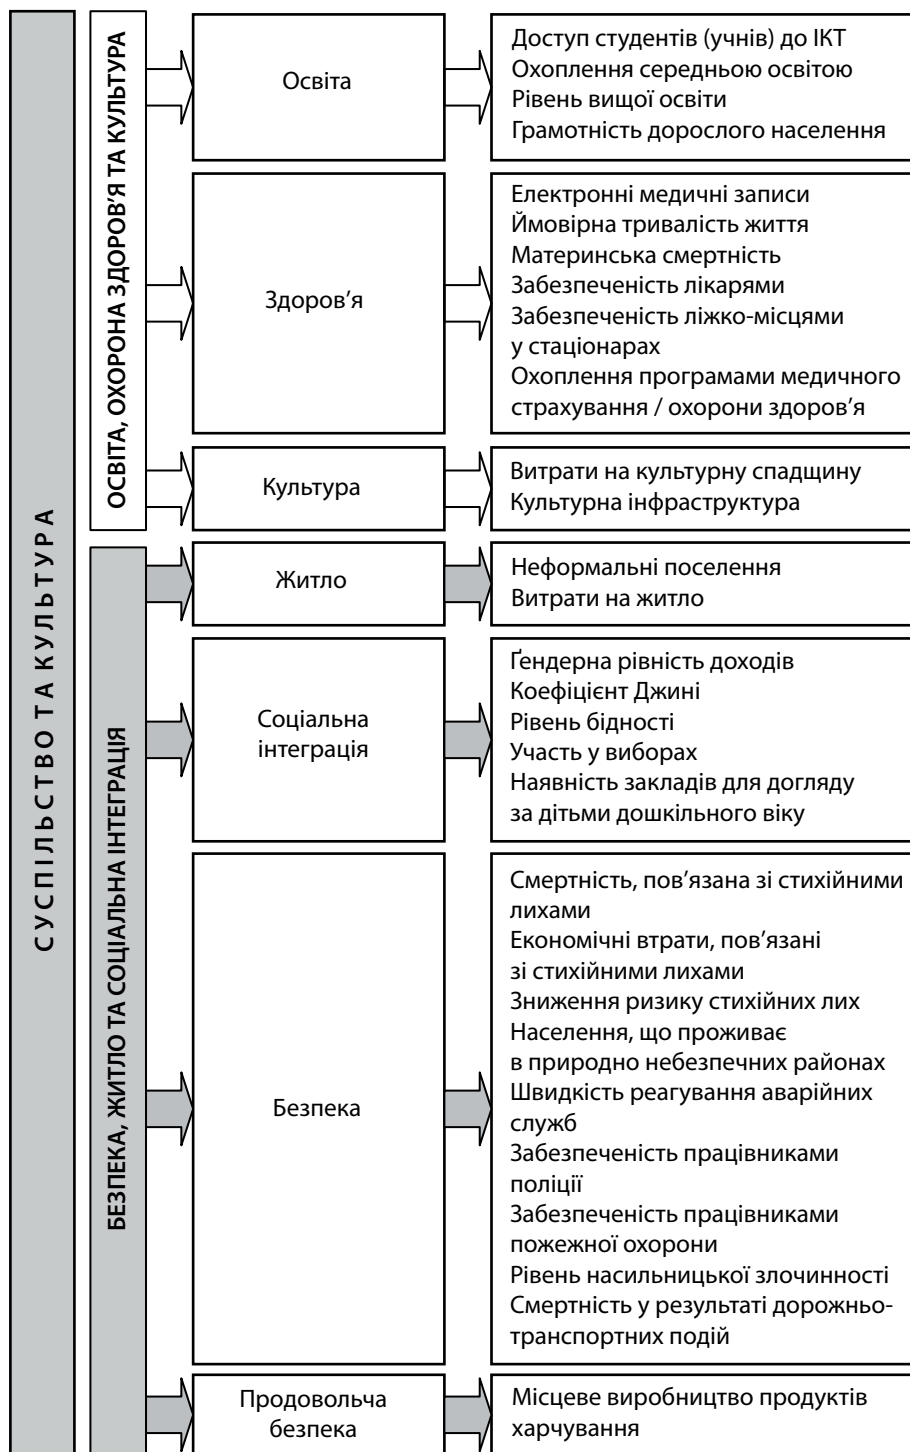 СУСПІЛЬСТВО ТА КУЛЬТУРА
ОСВІТА, ОХОРОНА ЗДОРОВ’Я ТА КУЛЬТУРА
Освіта
Доступ студентів (учнів) до ІКТ
Охоплення середньою освітою
Рівень вищої освіти
Грамотність дорослого населення
Здоров’я
Електронні медичні записи
Ймовірна тривалість життя
Материнська смертність
Забезпеченість лікарями
Забезпеченість ліжко-місцями
у стаціонарах
Охоплення програмами медичного
страхування / охорони здоров’я
Культура
Витрати на культурну спадщину
Культурна інфраструктура
БЕЗПЕКА, ЖИТЛО ТА СОЦІАЛЬНА ІНТЕГРАЦІЯ
Житло
Неформальні поселення
Витрати на житло
Соціальна
інтеграція
Ґендерна рівність доходів
Коефіцієнт Джині
Рівень бідності
Участь у виборах
Наявність закладів для догляду
за дітьми дошкільного віку
Безпека
Смертність, пов’язана зі стихійними
лихами
Економічні втрати, пов’язані
зі стихійними лихами
Зниження ризику стихійних лих
Населення, що проживає
в природно небезпечних районах
Швидкість реагування аварійних
служб
Забезпеченість працівниками
поліції
Забезпеченість працівниками
пожежної охорони
Рівень насильницької злочинності
Смертність у результаті дорожньо-
транспортних подій
Продовольча
безпека
Місцеве виробництво продуктів
харчування